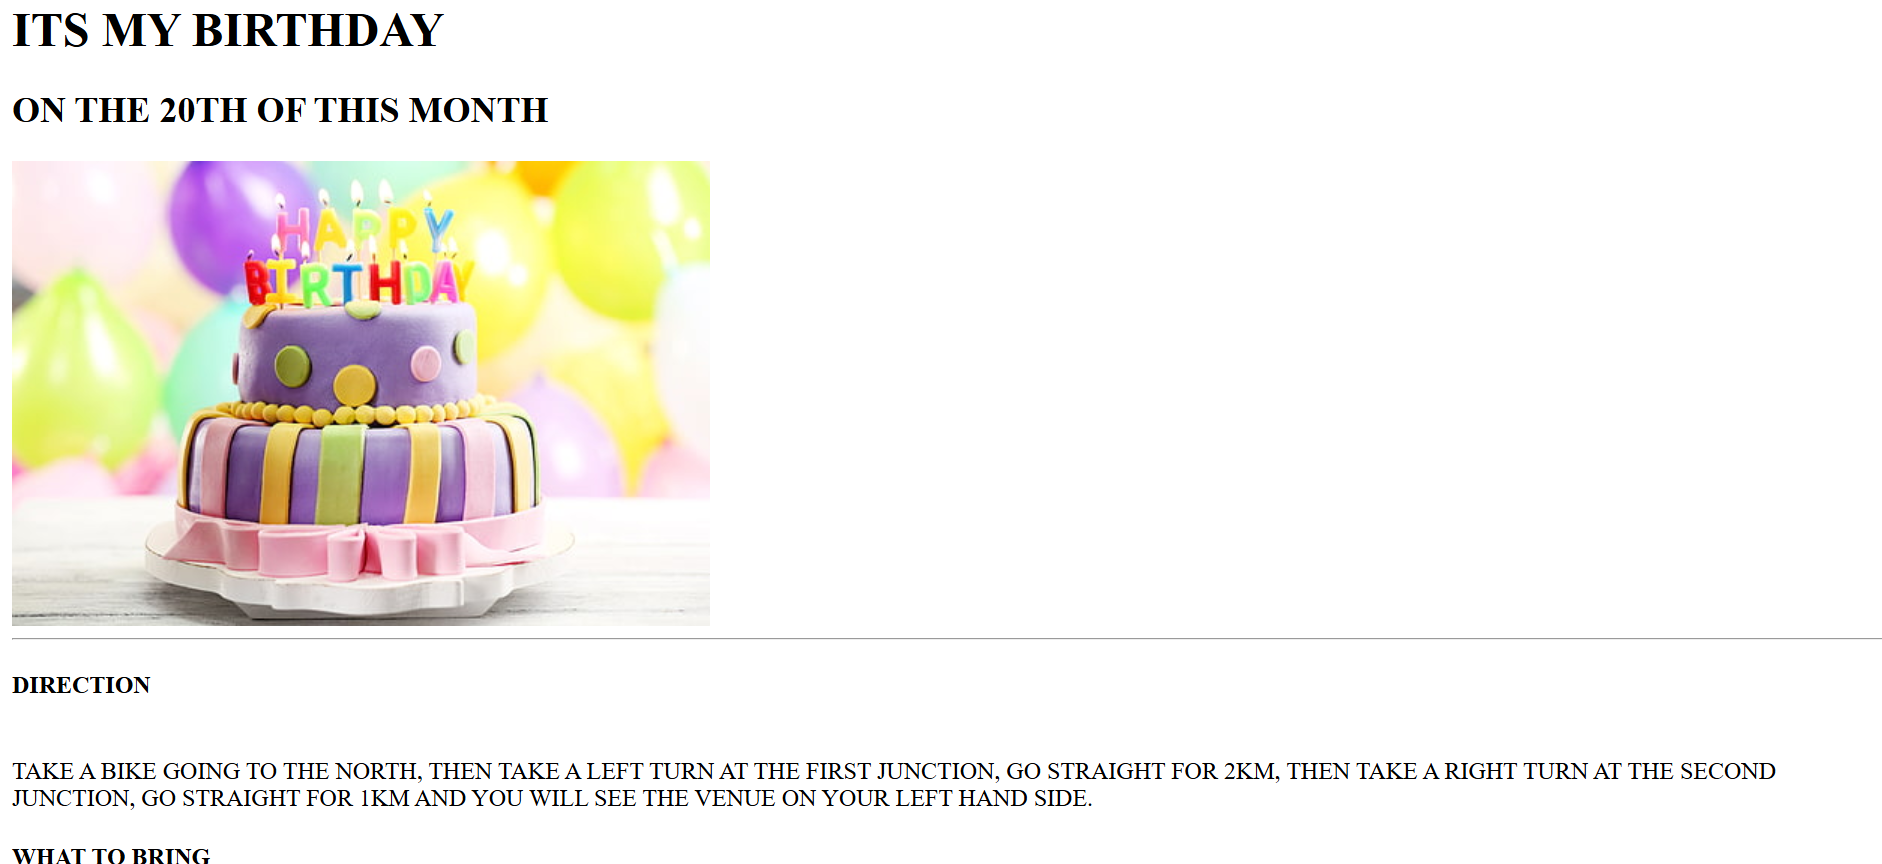 ITS MY BIRTHDAY
ON THE 20TH OF THIS MONTH
HAPPY
BIRTHDAY
DIRECTION
TAKE A BIKE GOING TO THE NORTH, THEN TAKE A LEFT TURN AT THE FIRST JUNCTION, GO STRAIGHT FOR 2KM, THEN TAKE A RIGHT TURN AT THE SECOND
JUNCTION, GO STRAIGHT FOR 1KM AND YOU WILL SEE THE VENUE ON YOUR LEFT HAND SIDE.
WHAT TO BRING